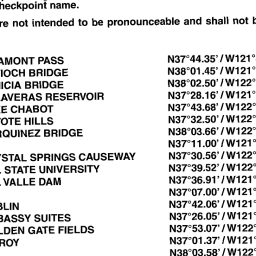 checkpoint name.
are not intended to be pronounceable and shall not b
AMONT PASS N37°44.35'/W121°
IOCH BRIDGE N38°01.45'/W121°
ICIA BRIDGE N38°02.50'/W122°
AVERAS RESERVOIR N37°28.16'/W121°
E CHABOT N37°43.68'/W122°
OTE HILLS N37°32.50'/W122°
RQUINEZ BRIDGE N38°03.66'/W122°
N37°11.00'/W121°
STAL SPRINGS CAUSEWAY N37°30.56'/W122°
STATE UNIVERSITY N37°39.52'/W122°
VALLE DAM N37°36.91'/W121°
N37°07.00'/W121°
BLIN N37°42.06'/W121°
BASSY SUITES N37°26.05'/W121°
LDEN GATE FIELDS N37°53.07'/W122°
ROY N37°01.37'/W121°
N38°03.58'/W122°